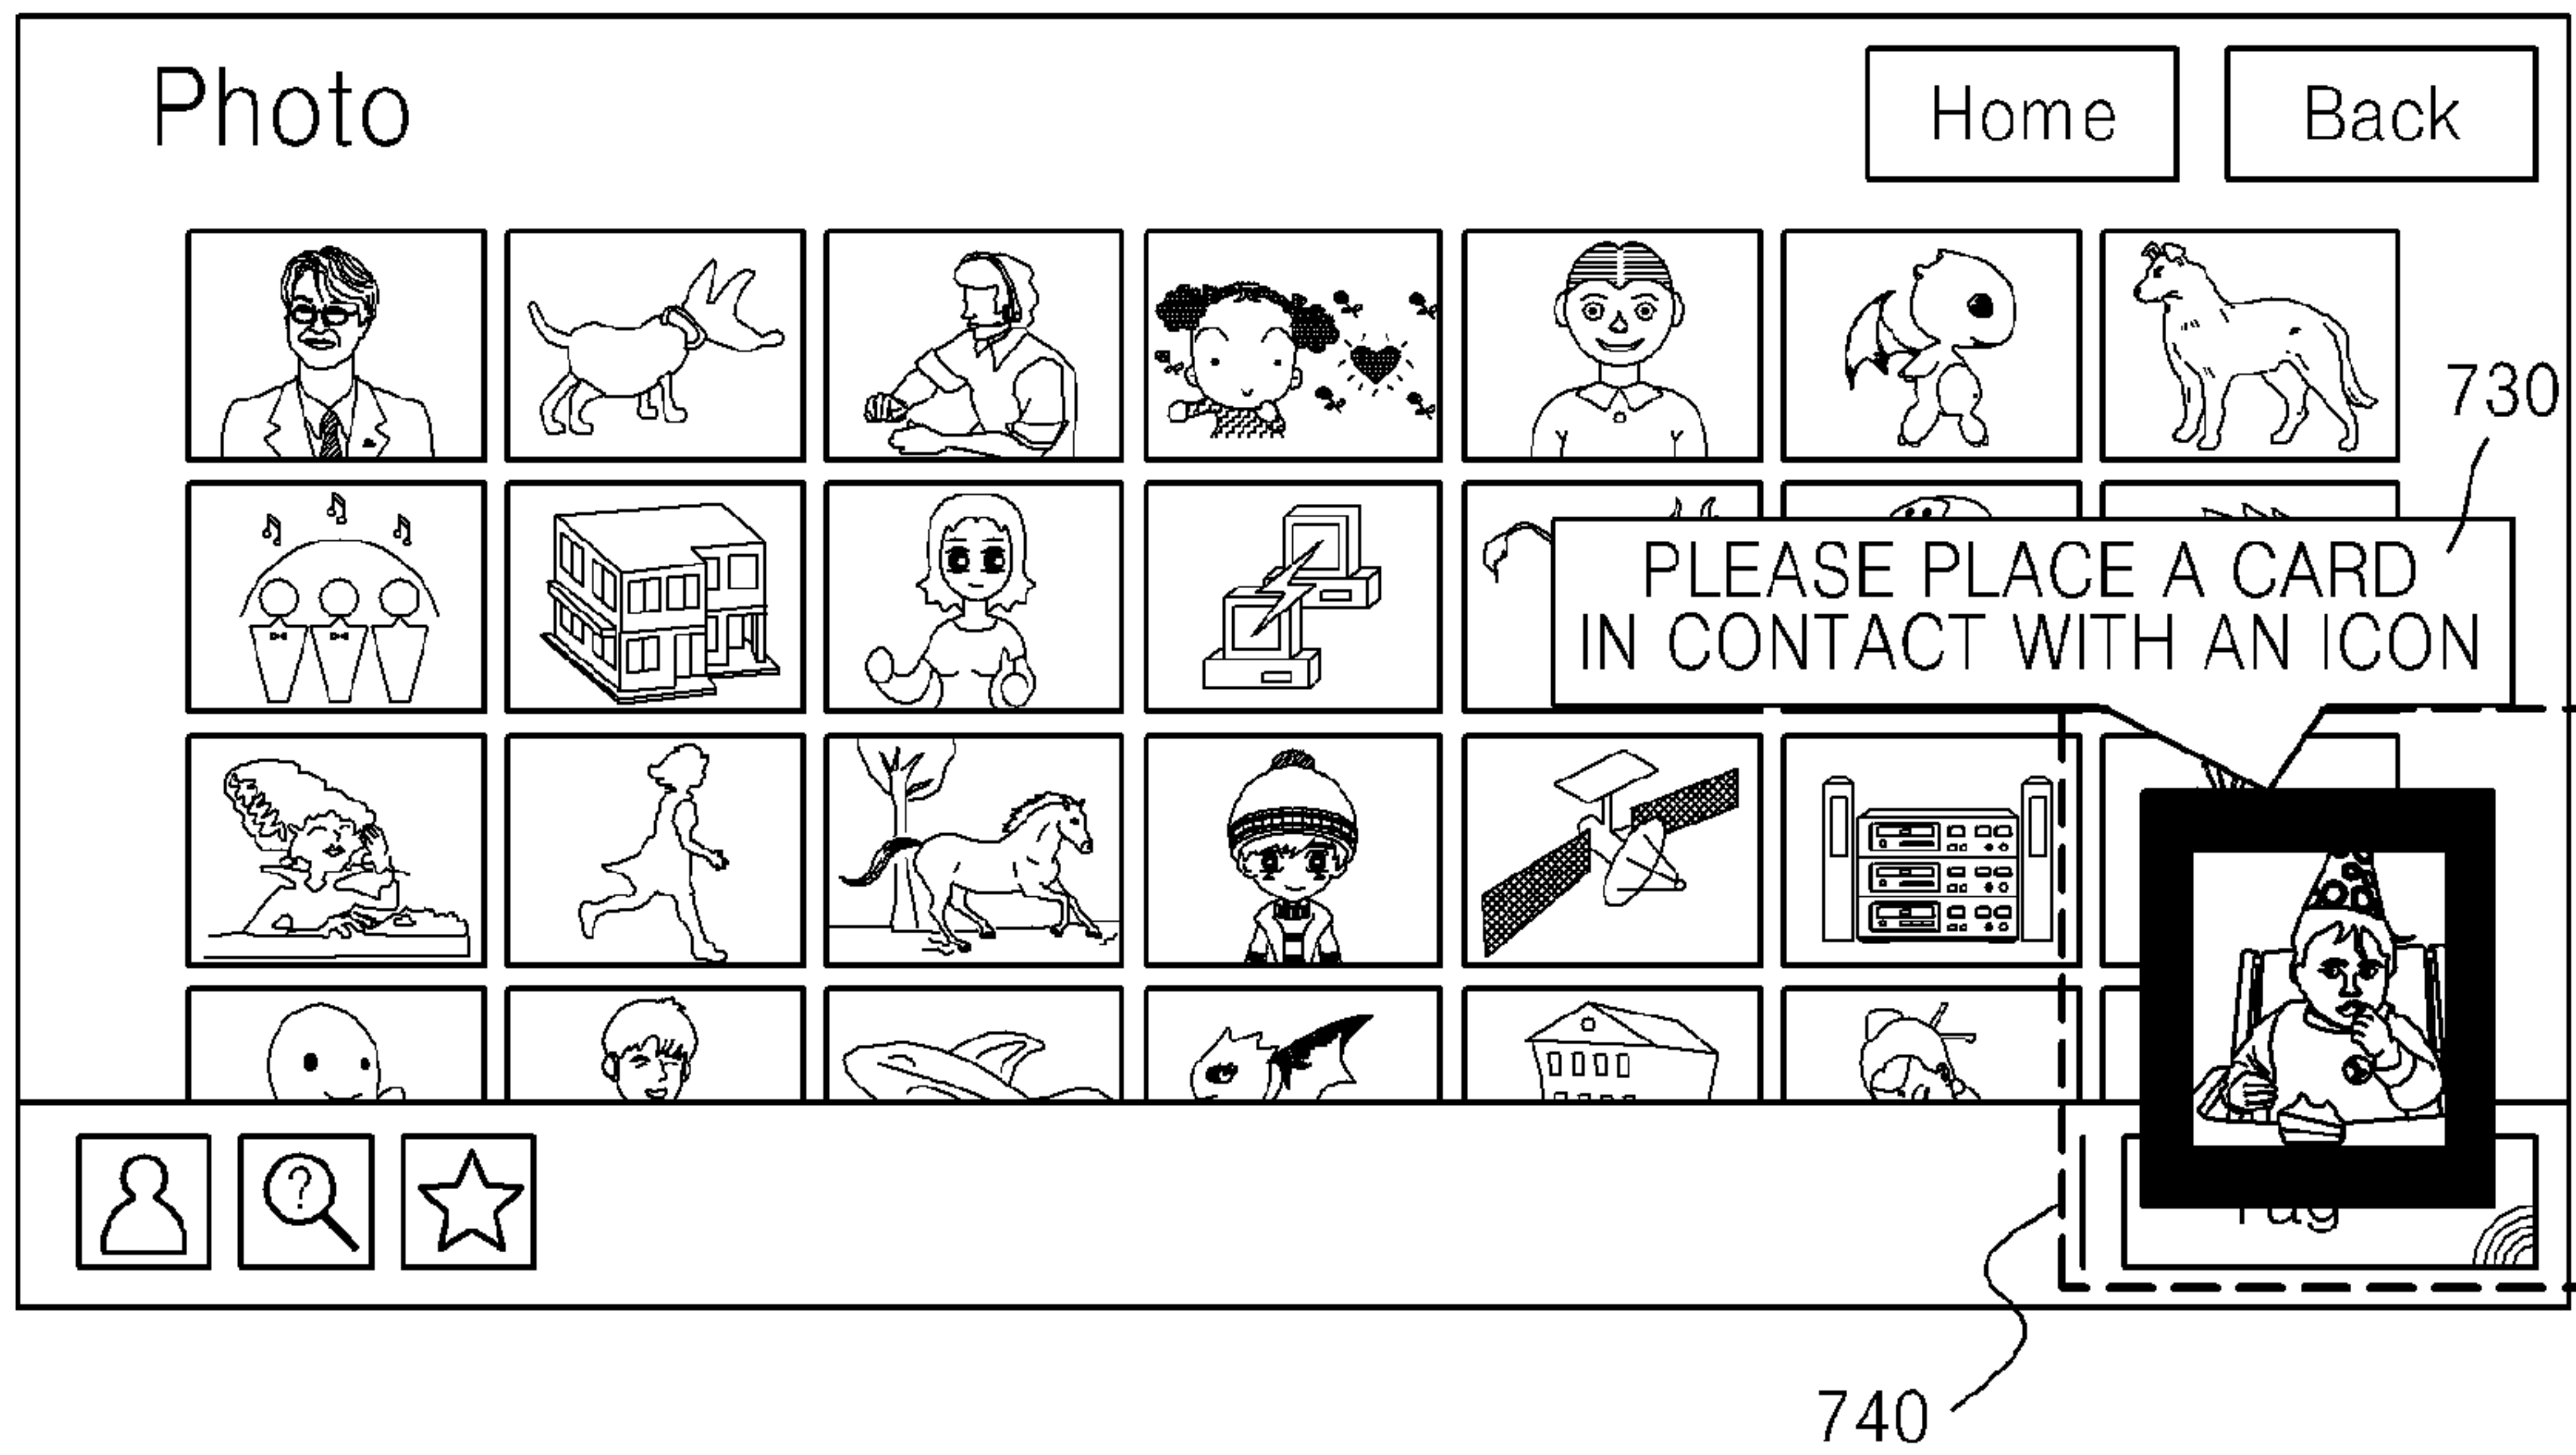 Photo
Home
Back
730
PLEASE PLACE A CARD
IN CONTACT WITH AN ICON
?
740